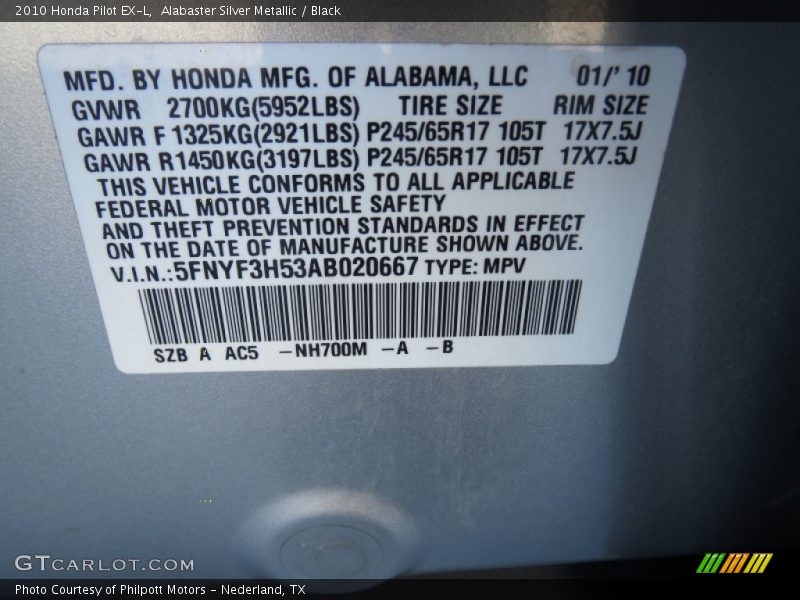 2010 Honda Pilot EX-L,  Alabaster Silver Metallic / Black
MFD. BY HONDA MFG. OF ALABAMA, LLC 01/'10
GVWR 2700KG(5952LBS) TIRE SIZE RIM SIZE
GAWR F 1325KG(2921LBS) P245/65R17 105T 17X7.5J
GAWR R1450KG(3197LBS) P245/65R17 105T 17X7.5J
THIS VEHICLE CONFORMS TO ALL APPLICABLE
FEDERAL MOTOR VEHICLE SAFETY
AND THEFT PREVENTION STANDARDS IN EFFECT
ON THE DATE OF MANUFACTURE SHOWN ABOVE.
V.I.N.:5FNYF3H53AB020667 TYPE: MPV
SZB A AC5 -NH700M -A -B
GTCARLOT.COM
Photo Courtesy of Philpott Motors - Nederland, TX